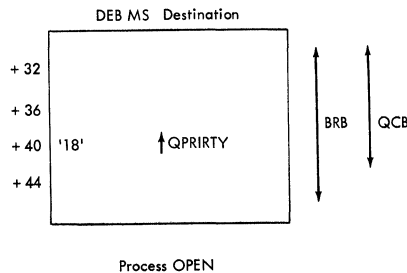 DEB MS Destination
+ 32
+ 36
+ 40 '18' QPRIRTY
+ 44
BRB
QCB
Process OPEN